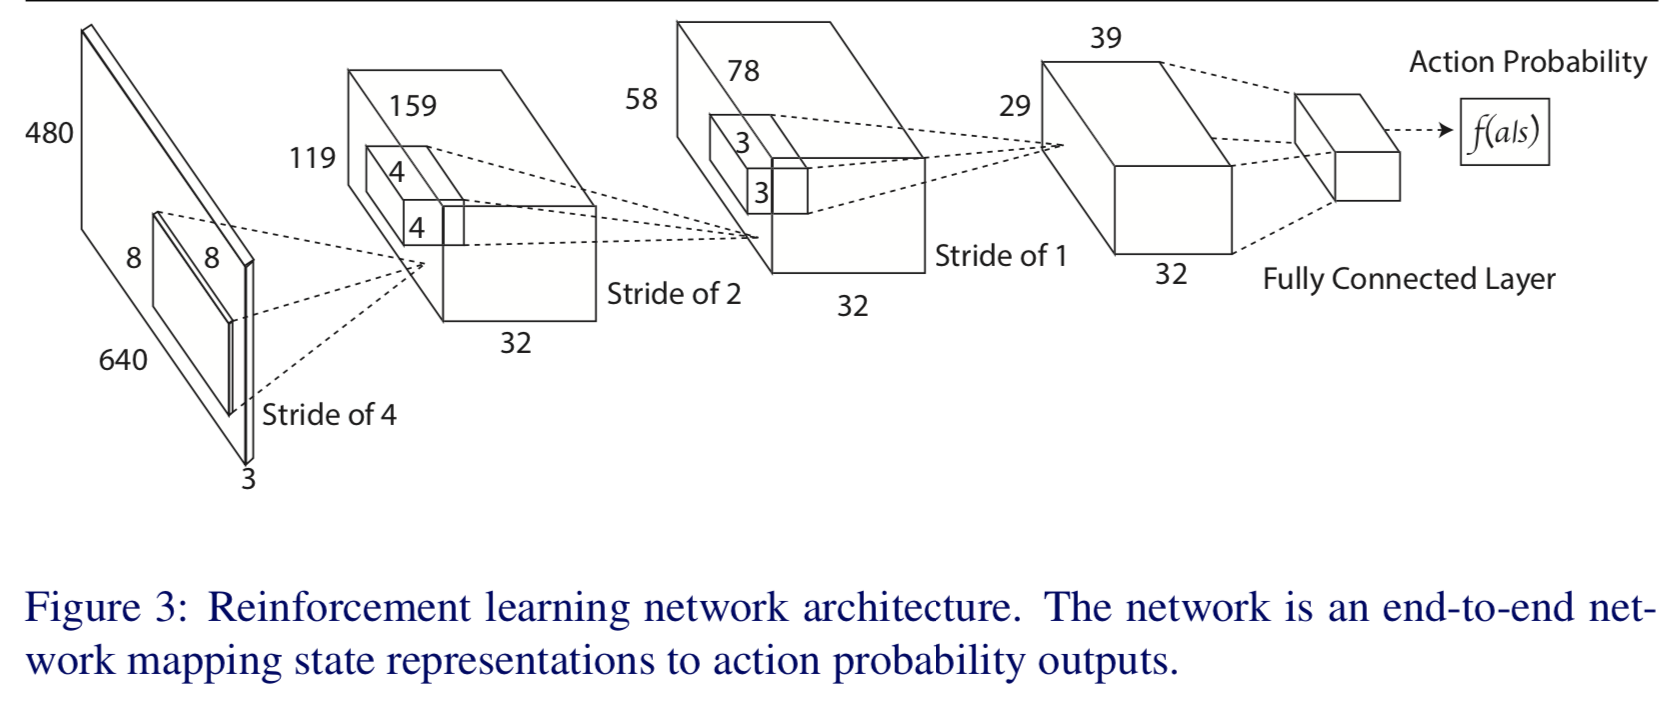 480
640
3
8
8
Stride of 4
159
119
4
4
32
Stride of 2
78
58
3
3
32
Stride of 1
39
29
32
Fully Connected Layer
Action Probability
f(a|s)
Figure 3: Reinforcement learning network architecture. The network is an end-to-end net-
work mapping state representations to action probability outputs.